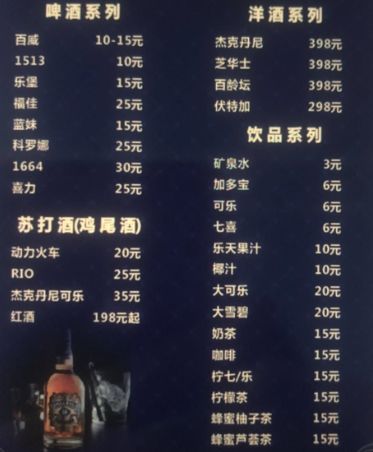 啤酒系列
百威 10-15元
1513 10元
乐堡 15元
福佳 25元
蓝妹 15元
科罗娜 25元
1664 30元
喜力 25元
苏打酒(鸡尾酒)
动力火车 20元
RIO 25元
杰克丹尼可乐 35元
红酒 198元起
洋酒系列
杰克丹尼 398元
芝华士 398元
百龄坛 398元
伏特加 298元
饮品系列
矿泉水 3元
加多宝 6元
可乐 6元
七喜 6元
乐天果汁 10元
椰汁 10元
大可乐 20元
大雪碧 20元
奶茶 15元
咖啡 15元
柠七/乐 15元
柠檬茶 15元
蜂蜜柚子茶 15元
蜂蜜芦荟茶 15元